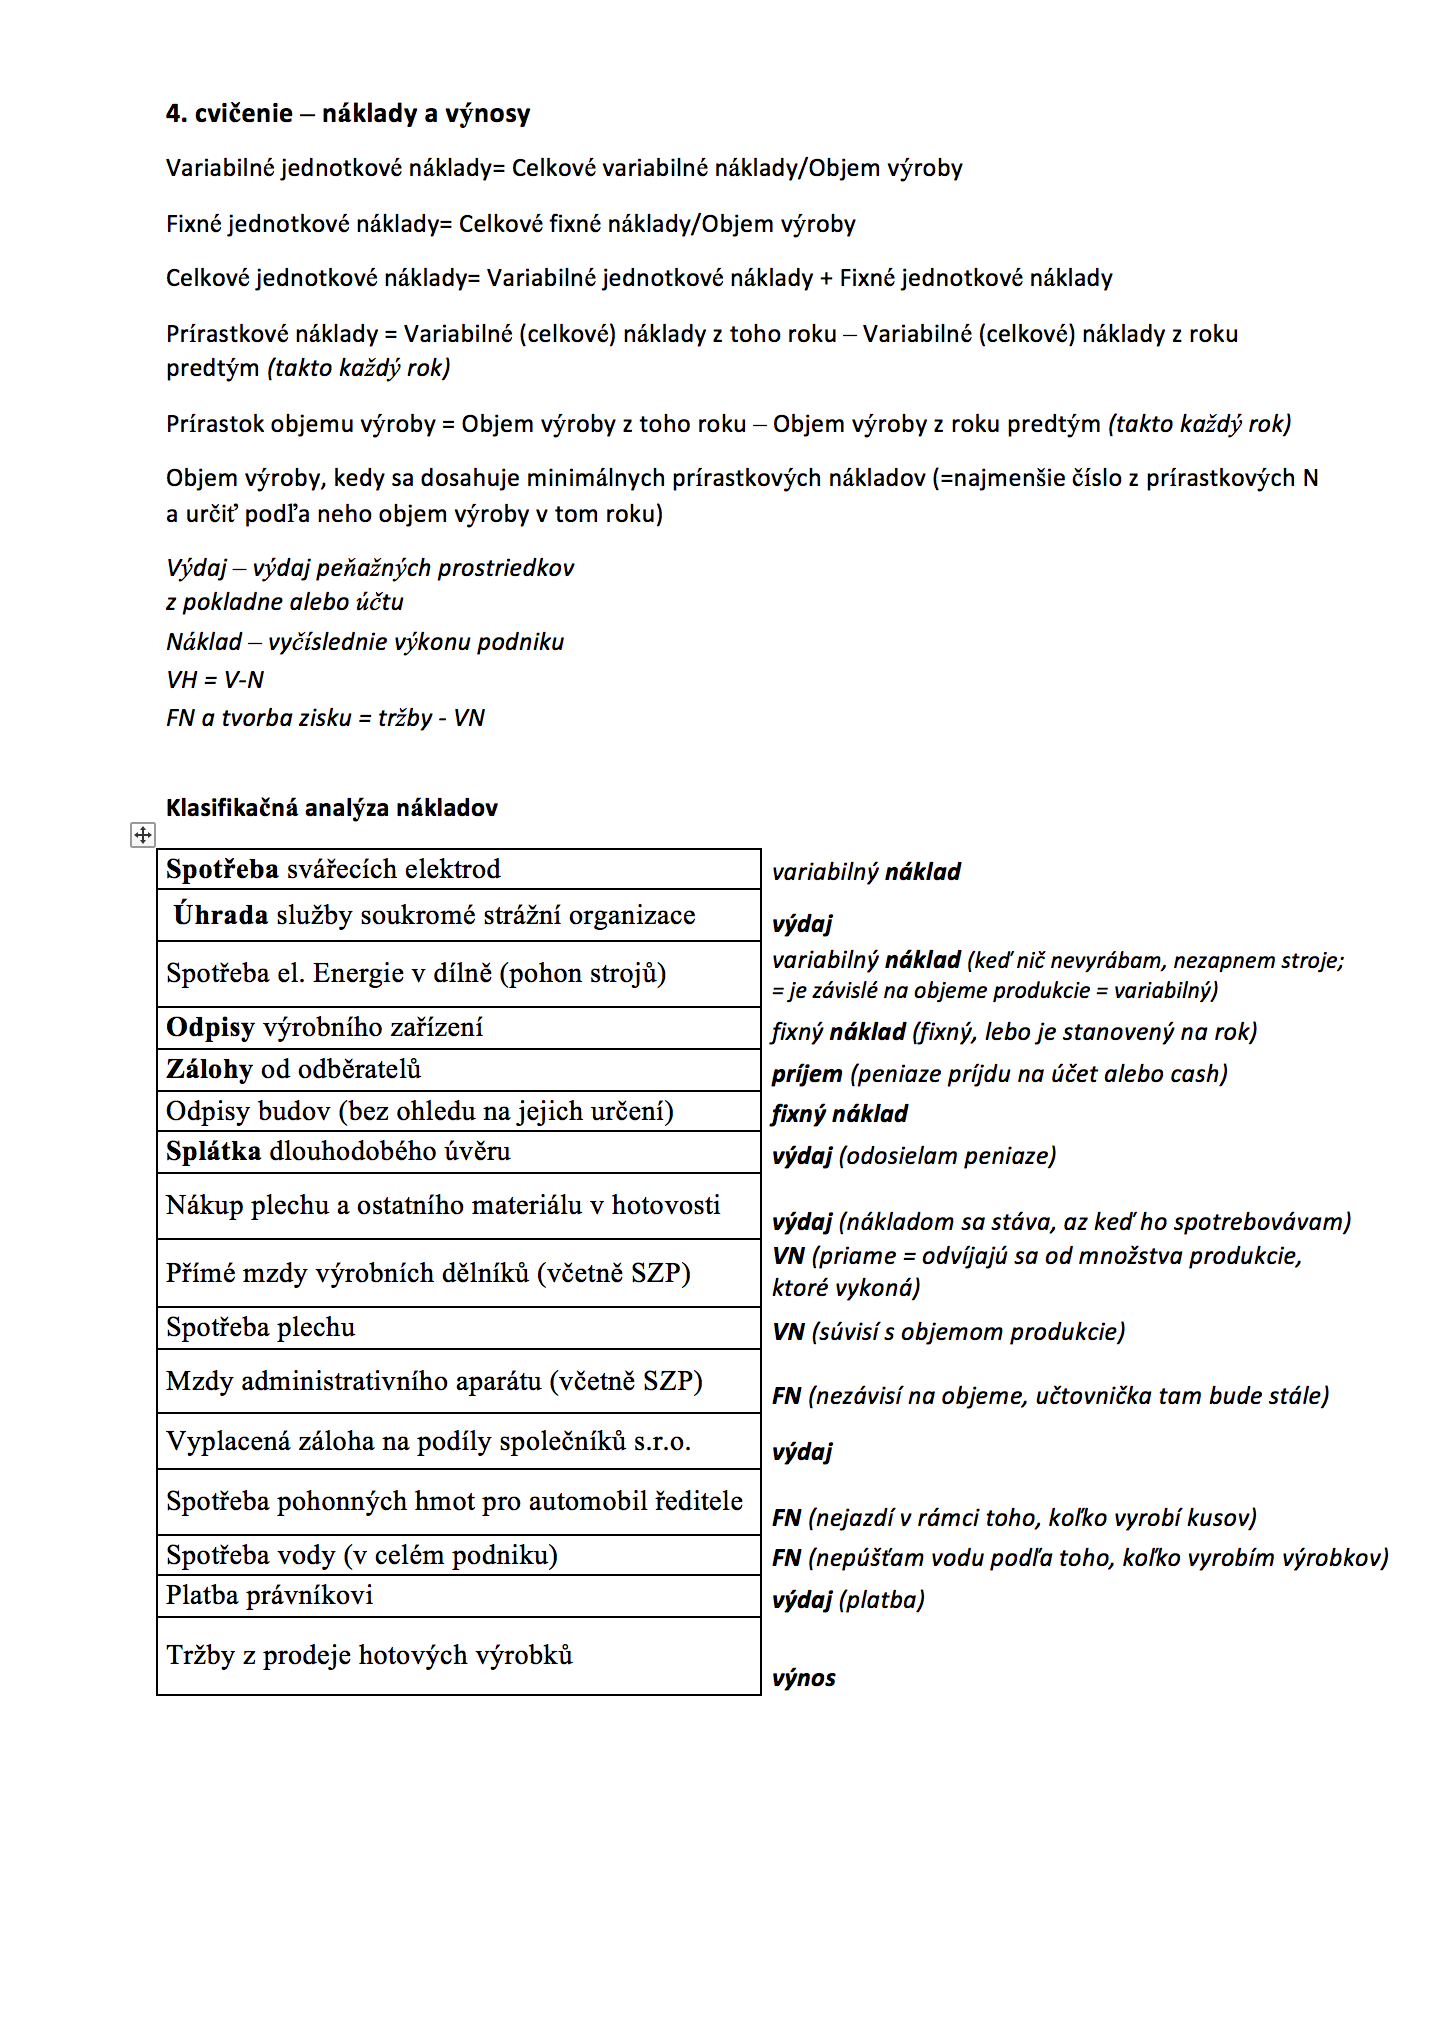 4. cvičenie – náklady a výnosy
Variabilné jednotkové náklady= Celkové variabilné náklady/Objem výroby
Fixné jednotkové náklady= Celkové fixné náklady/Objem výroby
Celkové jednotkové náklady= Variabilné jednotkové náklady + Fixné jednotkové náklady
Prírastkové náklady = Variabilné (celkové) náklady z toho roku – Variabilné (celkové) náklady z roku
predtým (takto každý rok)
Prírastok objemu výroby = Objem výroby z toho roku – Objem výroby z roku predtým (takto každý rok)
Objem výroby, kedy sa dosahuje minimálnych prírastkových nákladov (=najmenšie číslo z prírastkových N
a určiť podľa neho objem výroby v tom roku)
Výdaj – výdaj peňažných prostriedkov
z pokladne alebo účtu
Náklad – vyčíslednie výkonu podniku
VH = V-N
FN a tvorba zisku = tržby - VN
Klasifikačná analýza nákladov
Spotřeba svářecích elektrod variabilný náklad
Úhrada služby soukromé strážní organizace výdaj
Spotřeba el. Energie v dílně (pohon strojů) variabilný náklad (keď nič nevyrábam, nezapnem stroje;
= je závislé na objeme produkcie = variabilný)
Odpisy výrobního zařízení fixný náklad (fixný, lebo je stanovený na rok)
Zálohy od odběratelů príjem (peniaze príjdu na účet alebo cash)
Odpisy budov (bez ohledu na jejich určení) fixný náklad
Splátka dlouhodobého úvěru výdaj (odosielam peniaze)
Nákup plechu a ostatního materiálu v hotovosti výdaj (nákladom sa stáva, az keď ho spotrebovávam)
Přímé mzdy výrobních dělníků (včetně SZP) VN (priame = odvíjajú sa od množstva produkcie,
ktoré vykoná)
Spotřeba plechu VN (súvisí s objemom produkcie)
Mzdy administrativního aparátu (včetně SZP) FN (nezávisí na objeme, učtovnička tam bude stále)
Vyplacená záloha na podíly společníků s.r.o. výdaj
Spotřeba pohonných hmot pro automobil ředitele FN (nejazdí v rámci toho, koľko vyrobí kusov)
Spotřeba vody (v celém podniku) FN (nepúšťam vodu podľa toho, koľko vyrobím výrobkov)
Platba právníkovi výdaj (platba)
Tržby z prodeje hotových výrobků výnos